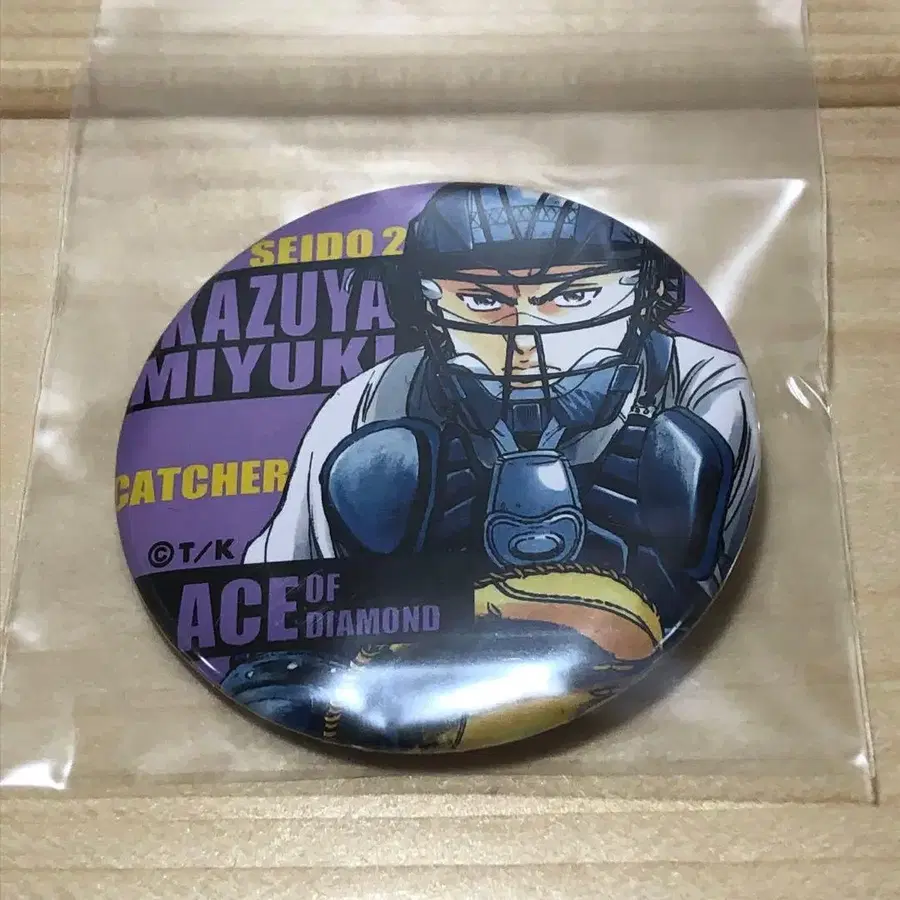 SEIDO 2
KAZUYA
MIYUKI
CATCHER
©T/K
ACE OF
DIAMOND